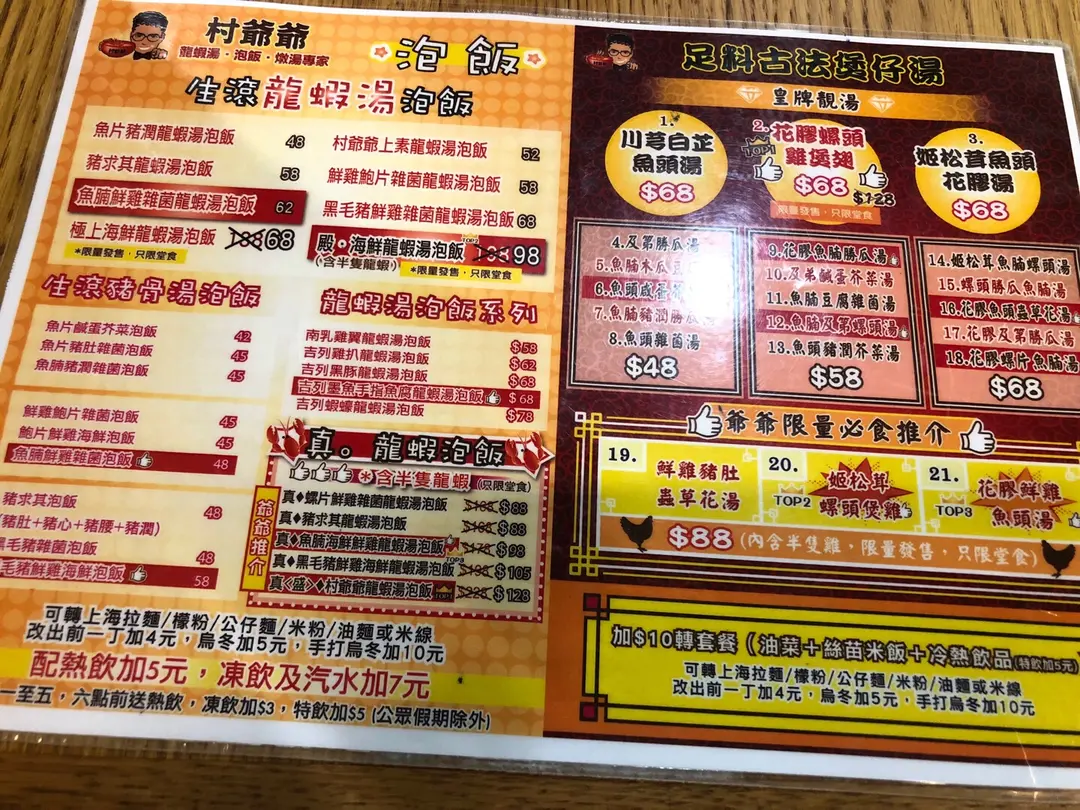 村爺爺
龍蝦湯·泡飯·燉湯專家
泡飯
生滾龍蝦湯泡飯
魚片豬潤龍蝦湯泡飯 48
豬求其龍蝦湯泡飯 58
魚腩鮮雞雜菌龍蝦湯泡飯 62
極上海鮮龍蝦湯泡飯 68
*限量發售,只限堂食
村爺爺上素龍蝦湯泡飯 52
鮮雞鮑片雜菌龍蝦湯泡飯 58
黑毛豬鮮雞雜菌龍蝦湯泡飯 68
殿·海鮮龍蝦湯泡飯 98
(含半隻龍蝦) *限量發售,只限堂食
生滾豬骨湯泡飯
魚片鹹蛋芥菜泡飯 42
魚片豬肚雜菌泡飯 45
魚腩豬潤雜菌泡飯 45
鮮雞鮑片雜菌泡飯 45
鮑片鮮雞海鮮泡飯 45
魚腩鮮雞雜菌泡飯 48
豬求其泡飯 48
豬肚+豬心+豬腰+豬潤)
毛豬雜菌泡飯 48
毛豬鮮雞海鮮泡飯 58
龍蝦湯泡飯系列
南乳雞翼龍蝦湯泡飯 $58
吉列雞扒龍蝦湯泡飯 $62
吉列黑豚龍蝦湯泡飯 $68
吉列墨魚手指魚腐龍蝦湯泡飯 $68
吉列蝦蠔龍蝦湯泡飯 $78
真。龍蝦泡飯
*含半隻龍蝦(只限堂食)
爺爺推介
真♦螺片鮮雞雜菌龍蝦湯泡飯 $88
真♦豬求其龍蝦湯泡飯 $88
真♦魚腩海鮮鮮雞龍蝦湯泡飯 $98
真♦黑毛豬鮮雞海鮮龍蝦湯泡飯 $105
真<盛>♦村爺爺龍蝦湯泡飯 TOP1 $128
可轉上海拉麵/檬粉/公仔麵/米粉/油麵或米線
改出前一丁加4元,烏冬加5元,手打烏冬加10元
配熱飲加5元,凍飲及汽水加7元
一至五,六點前送熱飲,凍飲加$3,特飲加$5 (公眾假期除外)
足料古法煲仔湯
皇牌靚湯
1.
川芎白芷
魚頭湯
$68
2.花膠螺頭
TOP1
雞煲翅
$68
$128
限量發售,只限堂食
3.
姬松茸魚頭
花膠湯
$68
4.及第勝瓜湯
5.魚腩木瓜
6.魚頭咸蛋
7.魚腩豬潤勝瓜
8.魚頭雜菌湯
$48
9.花膠魚腩勝瓜湯
10.及第鹹蛋芥菜湯
11.魚腩豆腐雜菌湯
12.魚腩及第螺頭湯
13.魚頭豬潤芥菜湯
$58
14.姬松茸魚腩螺頭湯
15.螺頭勝瓜魚腩湯
16.花膠魚頭蟲草花湯
17.花膠及第勝瓜湯
18.花膠螺片魚腩湯
$68
爺爺限量必食推介
19.
鮮雞豬肚
蟲草花湯
20.
TOP2
姬松茸
螺頭煲雞
21.
TOP3
花膠鮮雞
魚頭湯
$88 (內含半隻雞,限量發售,只限堂食)
加$10轉套餐 (油菜+絲苗米飯+冷熱飲品(特飲加5元)
可轉上海拉麵/檬粉/公仔麵/米粉/油麵或米線
改出前一丁加4元,烏冬加5元,手打烏冬加10元